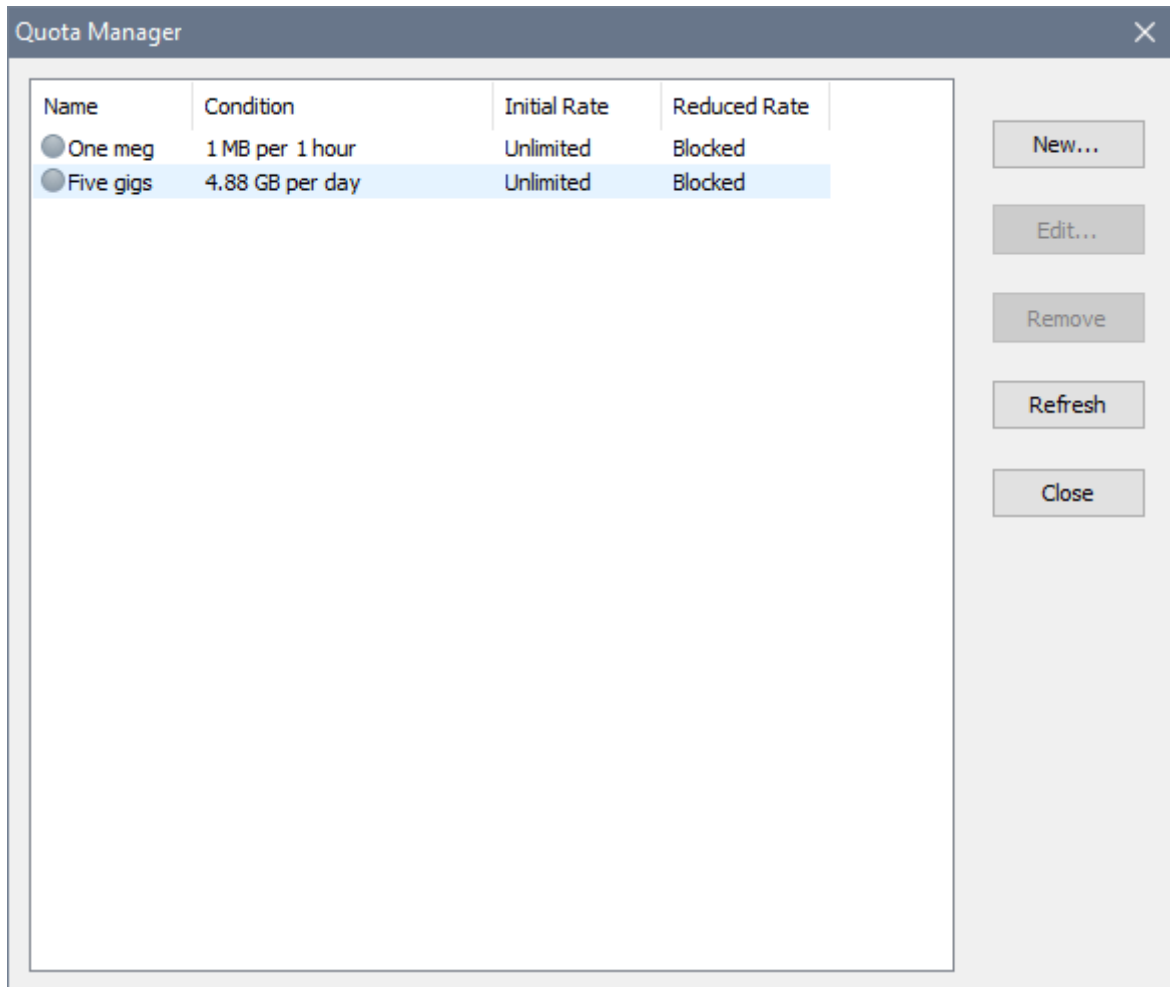 Quota Manager
Name Condition Initial Rate Reduced Rate
One meg 1 MB per 1 hour Unlimited Blocked
Five gigs 4.88 GB per day Unlimited Blocked
New...
Edit...
Remove
Refresh
Close